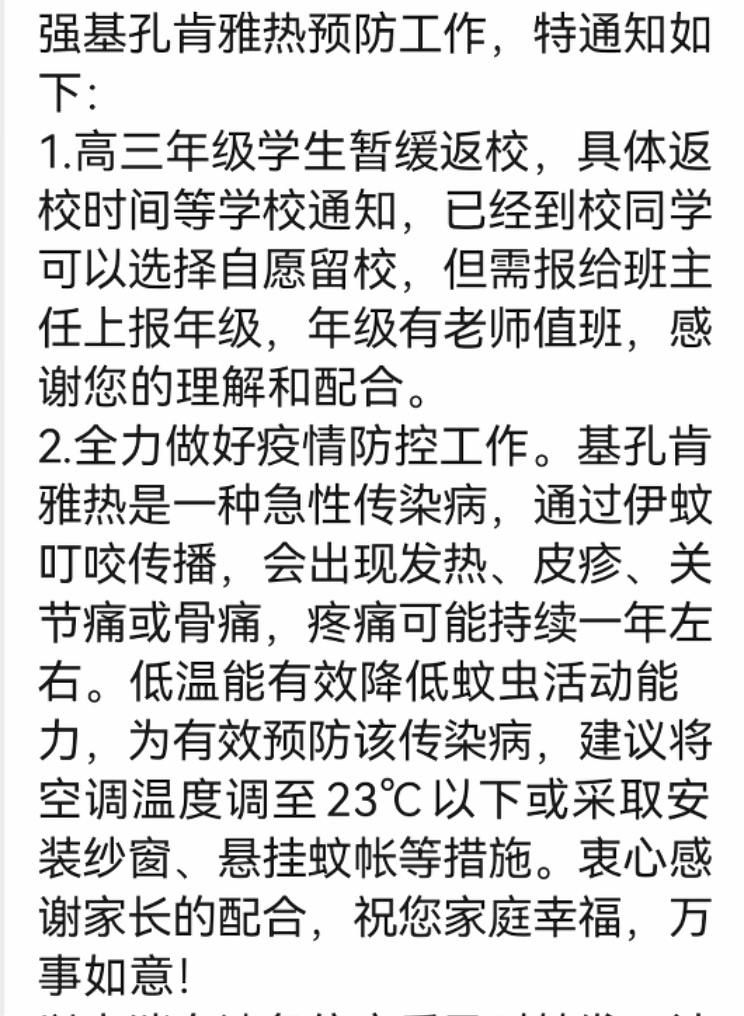 强基孔肯雅热预防工作，特通知如
下：
1.高三年级学生暂缓返校，具体返
校时间等学校通知，已经到校同学
可以选择自愿留校，但需报给班主
任上报年级，年级有老师值班，感
谢您的理解和配合。
2.全力做好疫情防控工作。基孔肯
雅热是一种急性传染病，通过伊蚊
叮咬传播，会出现发热、皮疹、关
节痛或骨痛，疼痛可能持续一年左
右。低温能有效降低蚊虫活动能
力，为有效预防该传染病，建议将
空调温度调至23℃以下或采取安
装纱窗、悬挂蚊帐等措施。衷心感
谢家长的配合，祝您家庭幸福，万
事如意!